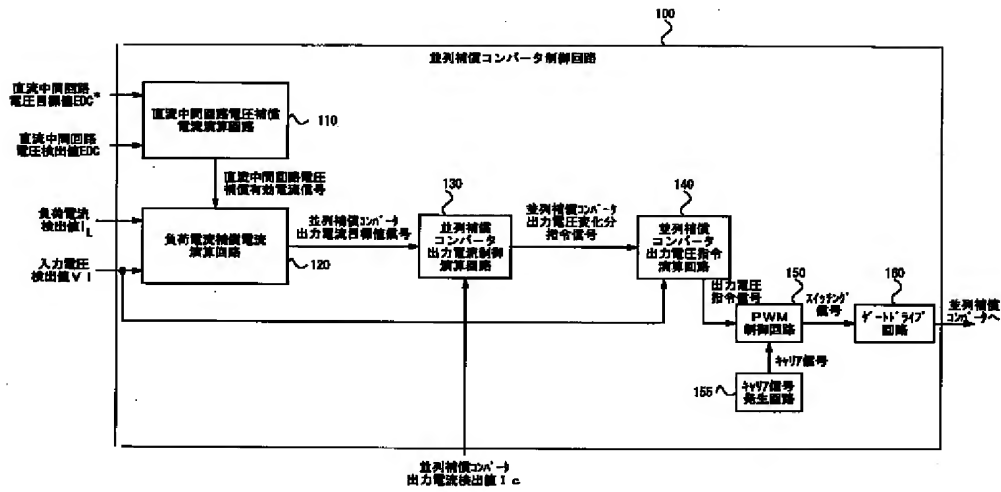 100
並列補償コンバータ制御回路
直流中間回路
電圧目標値EDC*
直流中間回路
電圧検出値EDC
直流中間回路電圧補償
電流演算回路
110
直流中間回路電圧
補償有効電流信号
負荷電流
検出値IL
入力電圧
検出値V1
負荷電流補償電流
演算回路
120
並列補償コンバータ
出力電流目標値信号
130
並列補償
コンバータ
出力電流制御
演算回路
並列補償コンバータ
出力電圧変化分
指令信号
140
並列補償
コンバータ
出力電圧指令
演算回路
出力電圧
指令信号
150
PWM
制御回路
スイッチング
信号
160
ゲートドライブ
回路
並列補償
コンバータへ
キャリア信号
155
キャリア信号
発生回路
並列補償コンバータ
出力電流検出値Ic